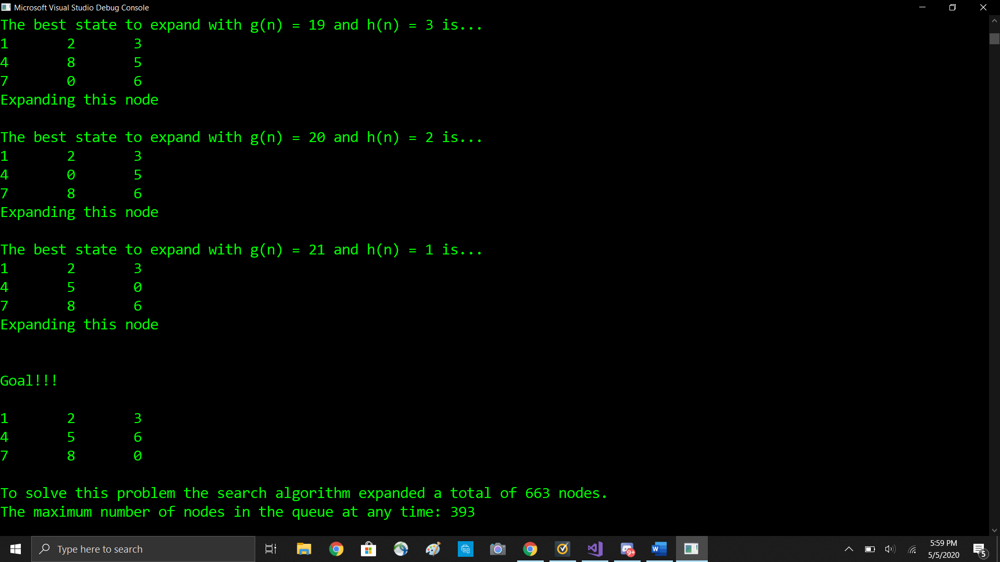 Microsoft Visual Studio Debug Console
The best state to expand with g(n) = 19 and h(n) = 3 is...
1 2 3
4 8 5
7 0 6
Expanding this node
The best state to expand with g(n) = 20 and h(n) = 2 is...
1 2 3
4 0 5
7 8 6
Expanding this node
The best state to expand with g(n) = 21 and h(n) = 1 is...
1 2 3
4 5 0
7 8 6
Expanding this node
Goal!!!
1 2 3
4 5 6
7 8 0
To solve this problem the search algorithm expanded a total of 663 nodes.
The maximum number of nodes in the queue at any time: 393
Type here to search
9+
W
5:59 PM
5/5/2020
5